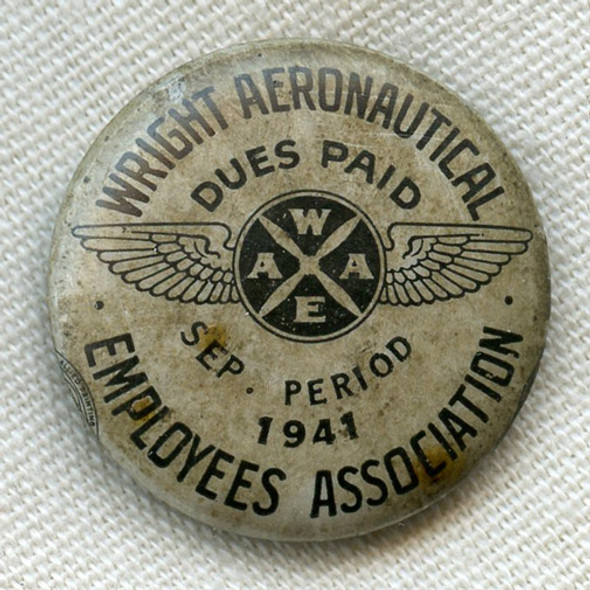 WRIGHT AERONAUTICAL
DUES PAID
W
A A
E
SEP. PERIOD
1941
· EMPLOYEES ASSOCIATION ·